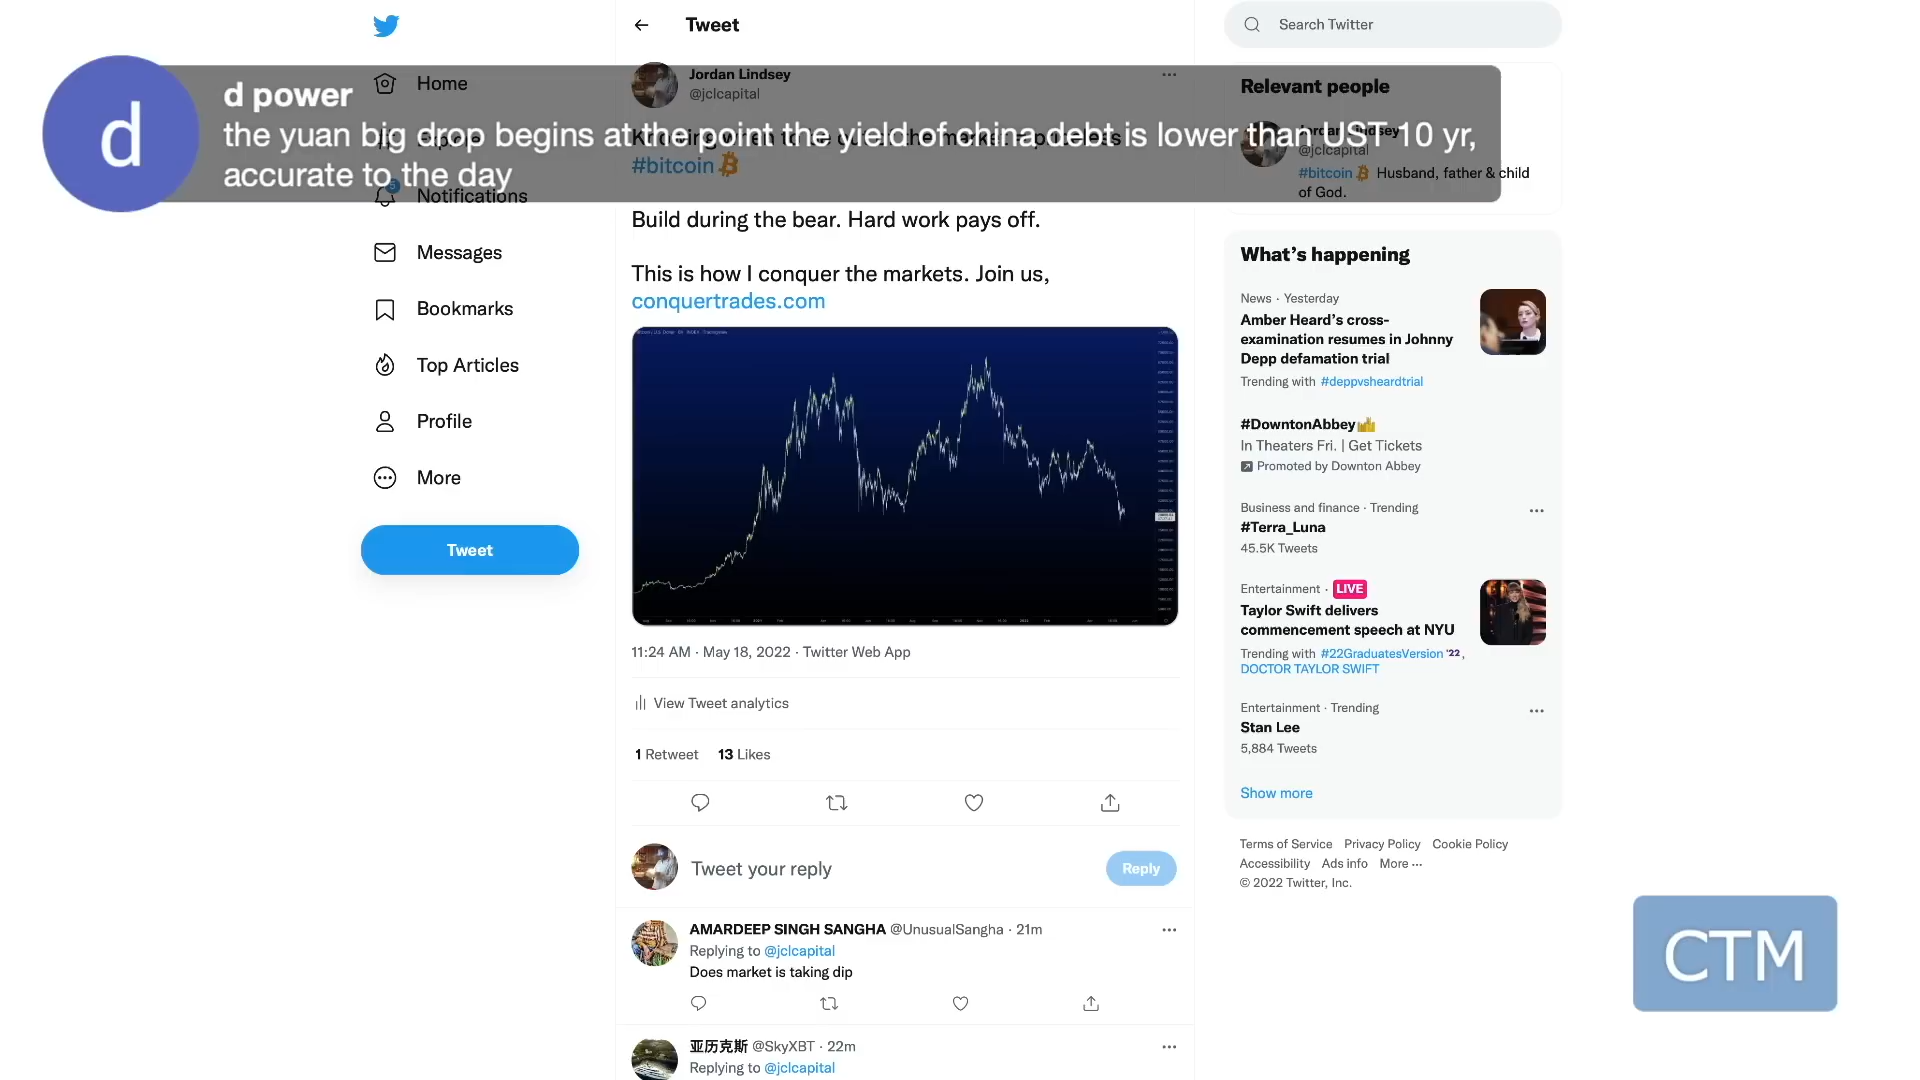 Tweet
Search Twitter
d
d power
the yuan big drop begins at the point the yield of china debt is lower than UST 10 yr,
accurate to the day
Home
Notifications
Messages
Bookmarks
Top Articles
Profile
More
Tweet
Jordan Lindsey
@jclcapital
#bitcoin
Build during the bear. Hard work pays off.
This is how I conquer the markets. Join us,
conquertrades.com
11:24 AM · May 18, 2022 · Twitter Web App
View Tweet analytics
1 Retweet 13 Likes
Tweet your reply
Reply
AMARDEEP SINGH SANGHA @UnusualSangha · 21m
Replying to @jclcapital
Does market is taking dip
亚历克斯 @SkyXBT · 22m
Replying to @jclcapital
Relevant people
Jordan Lindsey
@jclcapital
#bitcoin Husband, father & child
of God.
What's happening
News · Yesterday
Amber Heard's cross-
examination resumes in Johnny
Depp defamation trial
Trending with #deppvsheardtrial
#DowntonAbbey
In Theaters Fri. | Get Tickets
Promoted by Downton Abbey
Business and finance · Trending
#Terra_Luna
45.5K Tweets
Entertainment · LIVE
Taylor Swift delivers
commencement speech at NYU
Trending with #22GraduatesVersion '22,
DOCTOR TAYLOR SWIFT
Entertainment · Trending
Stan Lee
5,884 Tweets
Show more
Terms of Service Privacy Policy Cookie Policy
Accessibility Ads info More ···
© 2022 Twitter, Inc.
CTM